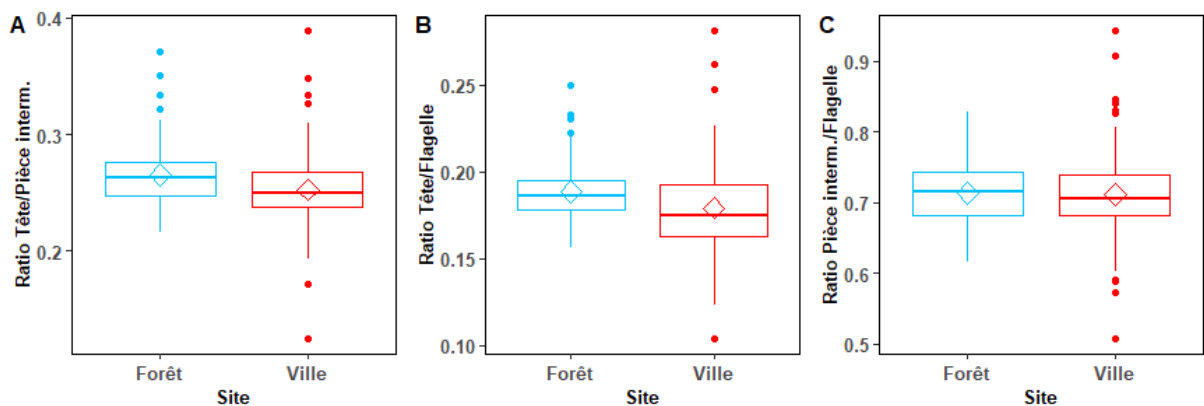 A
Ratio Tête/Pièce interm.
0.4
0.3
0.2
Forêt
Ville
Site
B
Ratio Tête/Flagelle
0.25
0.20
0.15
0.10
Forêt
Ville
Site
C
Ratio Pièce interm./Flagelle
0.9
0.8
0.7
0.6
0.5
Forêt
Ville
Site